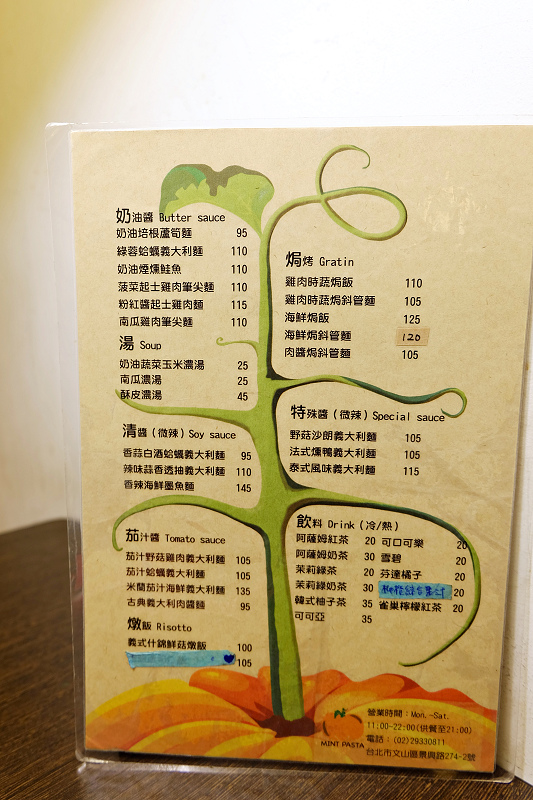 奶油醬 Butter sauce
奶油培根蘆筍麵 95
綠蓉蛤蠣義大利麵 110
奶油煙燻鮭魚 110
菠菜起士雞肉筆尖麵 110
粉紅醬起士雞肉麵 115
南瓜雞肉筆尖麵 110
湯 Soup
奶油蔬菜玉米濃湯 25
南瓜濃湯 25
酥皮濃湯 45
清醬(微辣) Soy sauce
香蒜白酒蛤蠣義大利麵 95
辣味蒜香透抽義大利麵 110
香辣海鮮墨魚麵 145
茄汁醬 Tomato sauce
茄汁野菇雞肉義大利麵 105
茄汁蛤蠣義大利麵 105
米蘭茄汁海鮮義大利麵 135
古典義大利肉醬麵 95
燉飯 Risotto
義式什錦鮮菇燉飯 100
105
焗烤 Gratin
雞肉時蔬焗飯 110
雞肉時蔬焗斜管麵 105
海鮮焗飯 125
海鮮焗斜管麵 120
肉醬焗斜管麵 105
特殊醬(微辣) Special sauce
野菇沙朗義大利麵 105
法式燻鴨義大利麵 105
泰式風味義大利麵 115
飲料 Drink(冷/熱)
阿薩姆紅茶 20 可口可樂 20
阿薩姆奶茶 30 雪碧 20
茉莉綠茶 20 芬達橘子 20
茉莉綠奶茶 30 20
韓式柚子茶 35 雀巢檸檬紅茶 20
可可亞 35
MINT PASTA
營業時間:Mon.~Sat.
11:00~22:00(供餐至21:00)
電話:(02)29330811
台北市文山區景興路274-2號